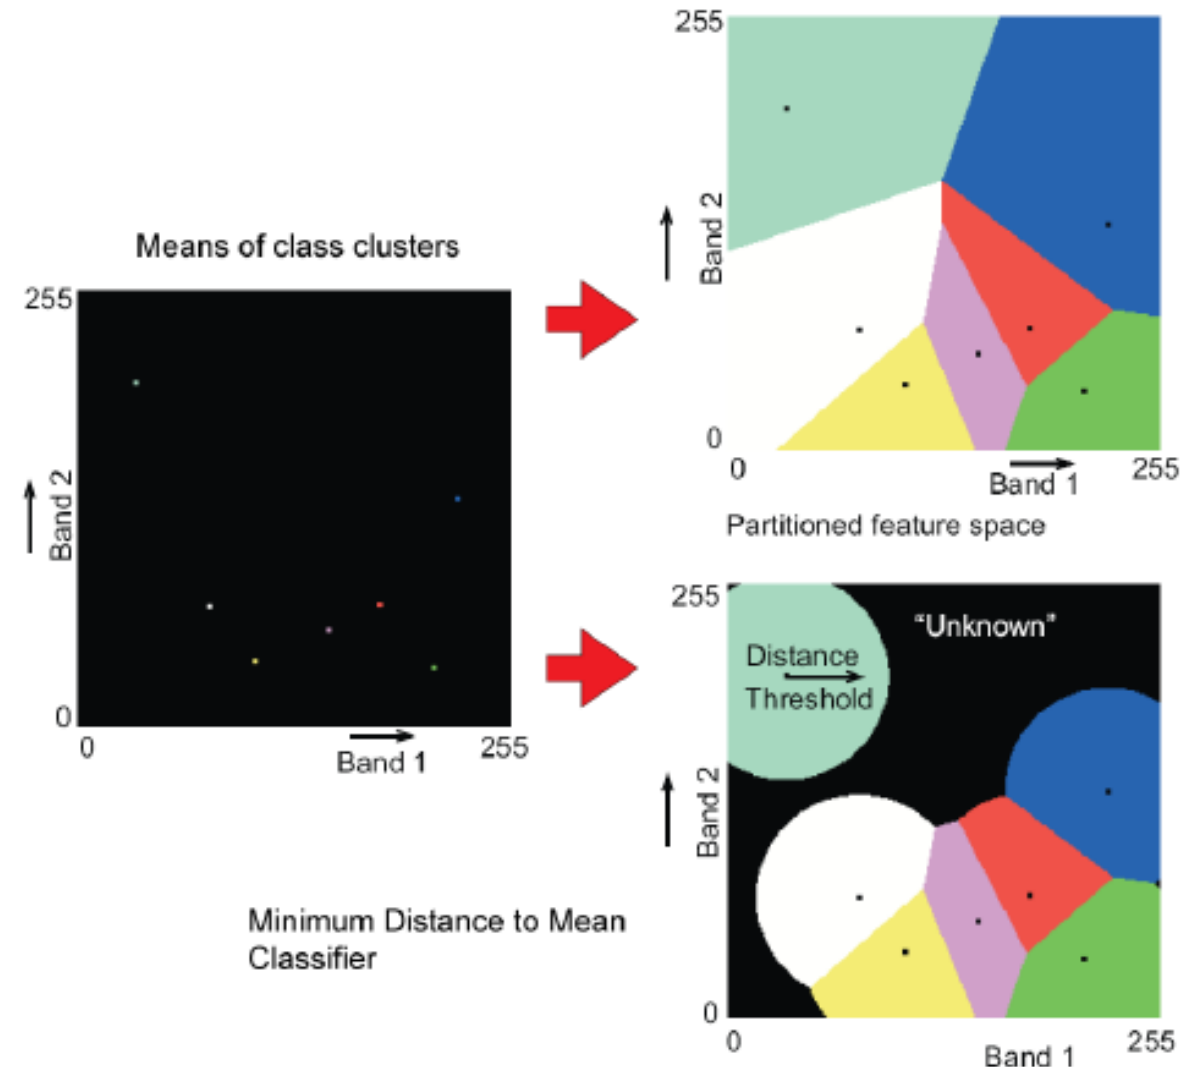 Means of class clusters
255
Band 2
0
0
Band 1
255
255
Band 2
0
0
Band 1
255
Partitioned feature space
255
"Unknown"
Distance
Threshold
Band 2
0
0
Band 1
255
Minimum Distance to Mean
Classifier